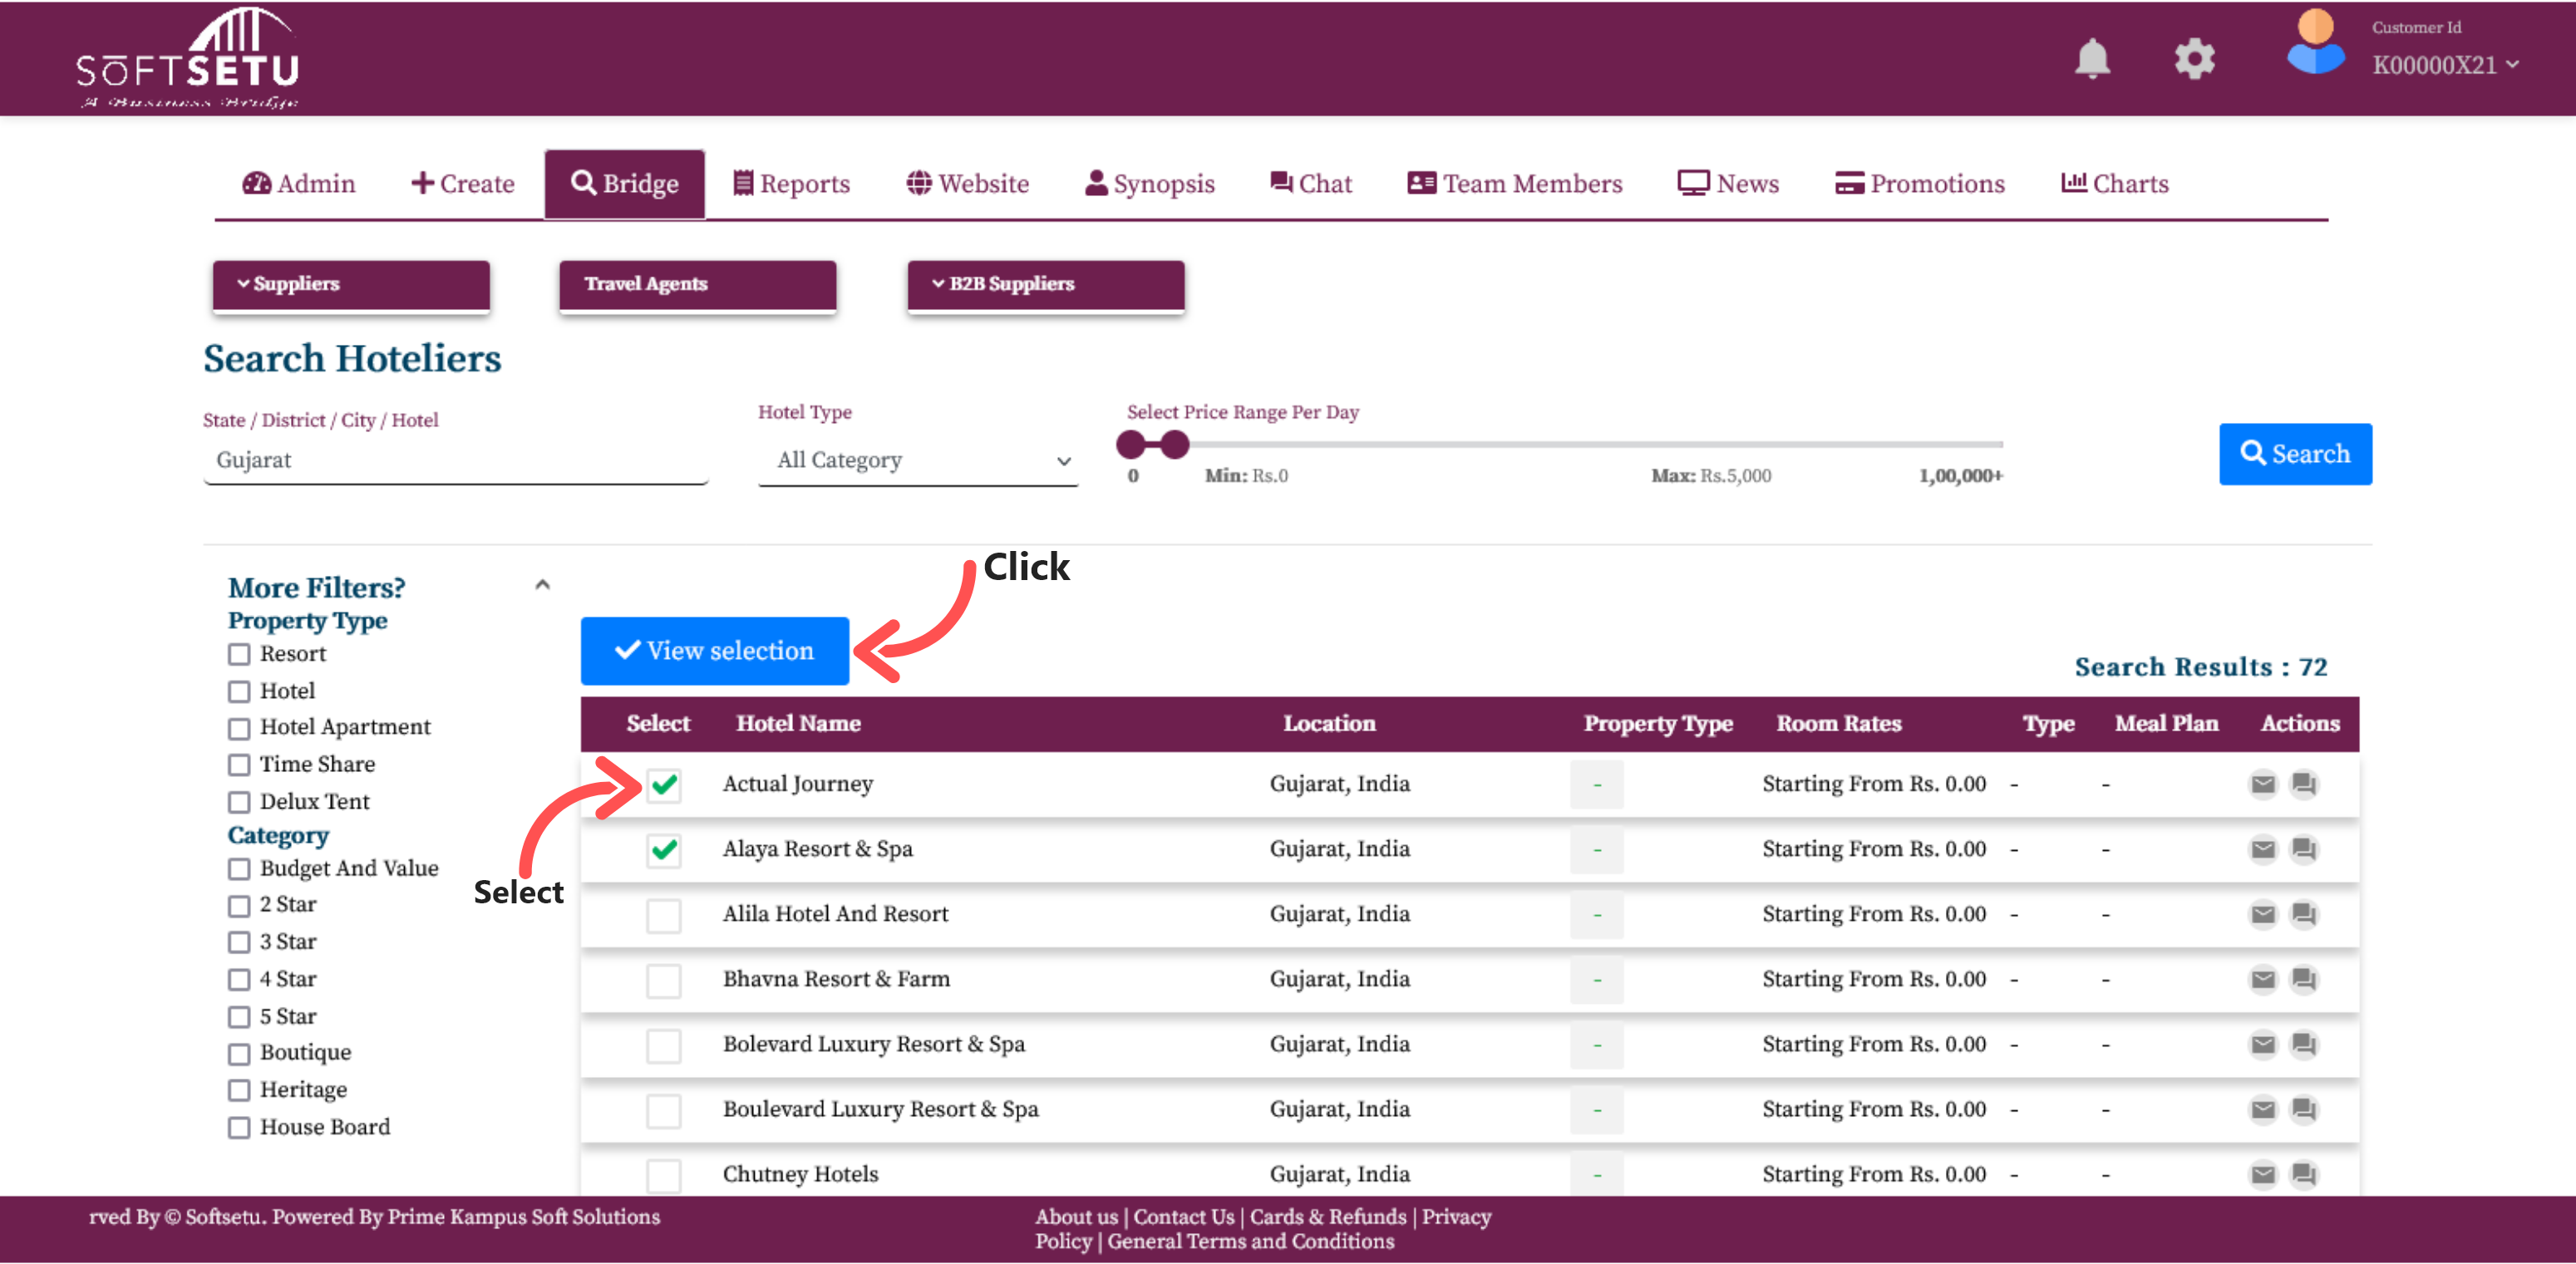 SOFTSETU
A Business Bridge
Customer Id
K00000X21
Admin Create Bridge Reports Website Synopsis Chat Team Members News Promotions Charts
Suppliers Travel Agents B2B Suppliers
Search Hoteliers
State / District / City / Hotel Hotel Type Select Price Range Per Day
Gujarat All Category Search
0 Min: Rs.0 Max: Rs.5,000 1,00,000+
Click
More Filters?
Property Type
Resort
Hotel
Hotel Apartment
Time Share
Delux Tent
Category
Budget And Value
2 Star
3 Star
4 Star
5 Star
Boutique
Heritage
House Board
View selection
Search Results : 72
Select Hotel Name Location Property Type Room Rates Type Meal Plan Actions
Actual Journey Gujarat, India - Starting From Rs. 0.00 - -
Alaya Resort & Spa Gujarat, India - Starting From Rs. 0.00 - -
Select
Alila Hotel And Resort Gujarat, India - Starting From Rs. 0.00 - -
Bhavna Resort & Farm Gujarat, India - Starting From Rs. 0.00 - -
Bolevard Luxury Resort & Spa Gujarat, India - Starting From Rs. 0.00 - -
Boulevard Luxury Resort & Spa Gujarat, India - Starting From Rs. 0.00 - -
Chutney Hotels Gujarat, India - Starting From Rs. 0.00 - -
rved By © Softsetu. Powered By Prime Kampus Soft Solutions
About us | Contact Us | Cards & Refunds | Privacy
Policy | General Terms and Conditions